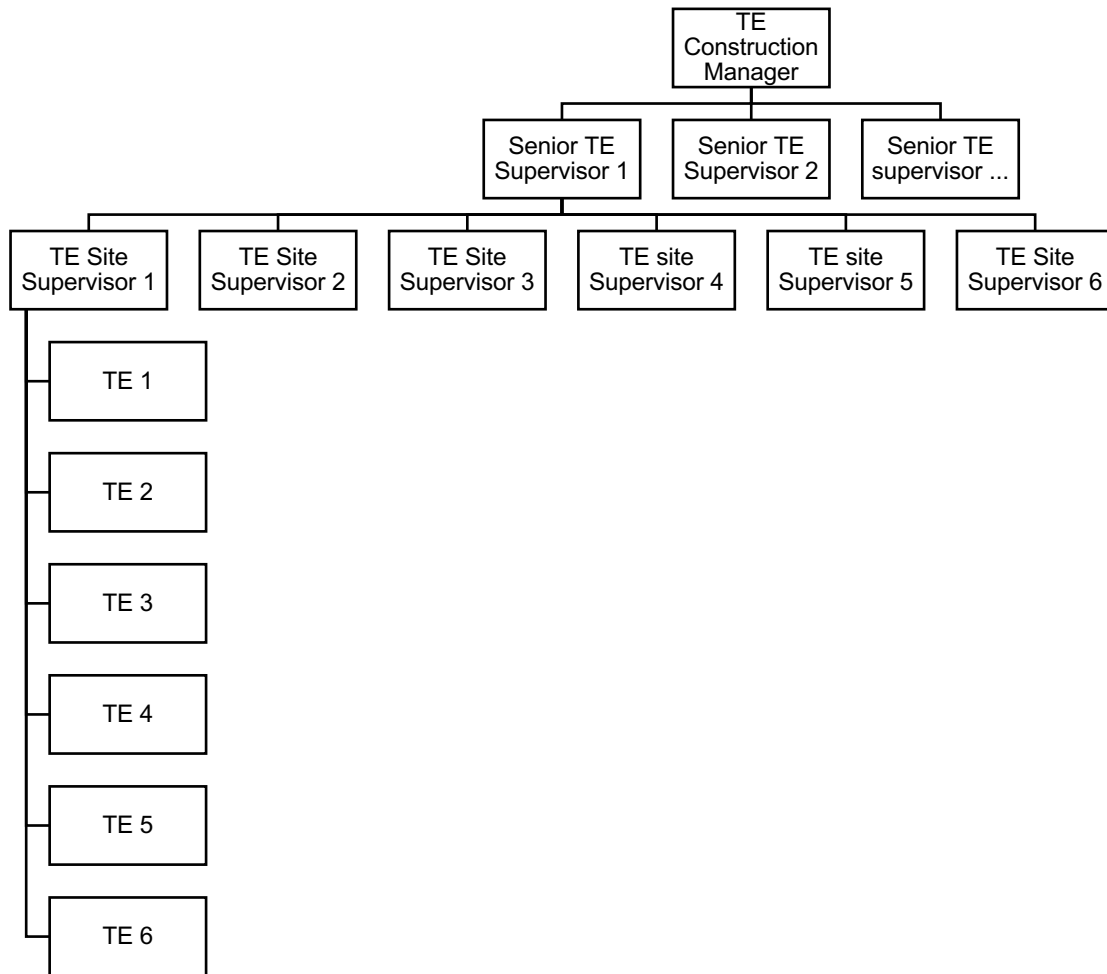 TE
Construction
Manager
Senior TE
Supervisor 1
Senior TE
Supervisor 2
Senior TE
supervisor ...
TE Site
Supervisor 1
TE Site
Supervisor 2
TE Site
Supervisor 3
TE site
Supervisor 4
TE site
Supervisor 5
TE Site
Supervisor 6
TE 1
TE 2
TE 3
TE 4
TE 5
TE 6